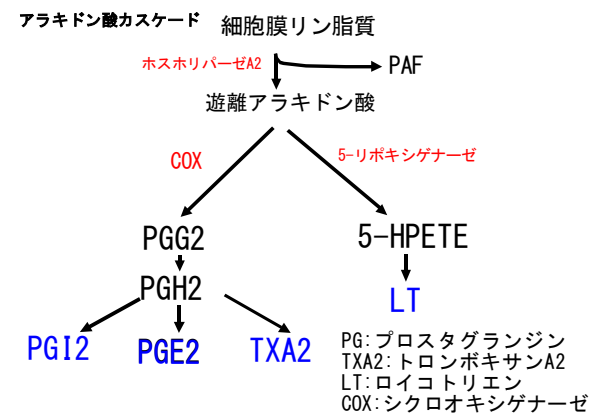 アラキドン酸カスケード
細胞膜リン脂質
ホスホリパーゼA2
PAF
遊離アラキドン酸
COX
5-リポキシゲナーゼ
PGG2
5-HPETE
PGH2
LT
PGI2
PGE2
TXA2
PG:プロスタグランジン
TXA2:トロンボキサンA2
LT:ロイコトリエン
COX:シクロオキシゲナーゼ